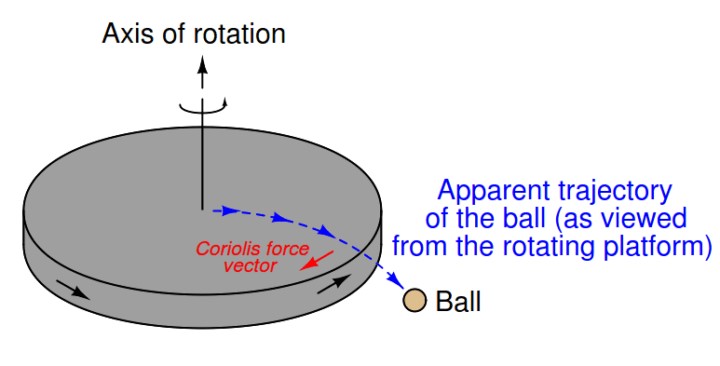 Axis of rotation
Apparent trajectory
of the ball (as viewed
from the rotating platform)
Coriolis force
vector
Ball